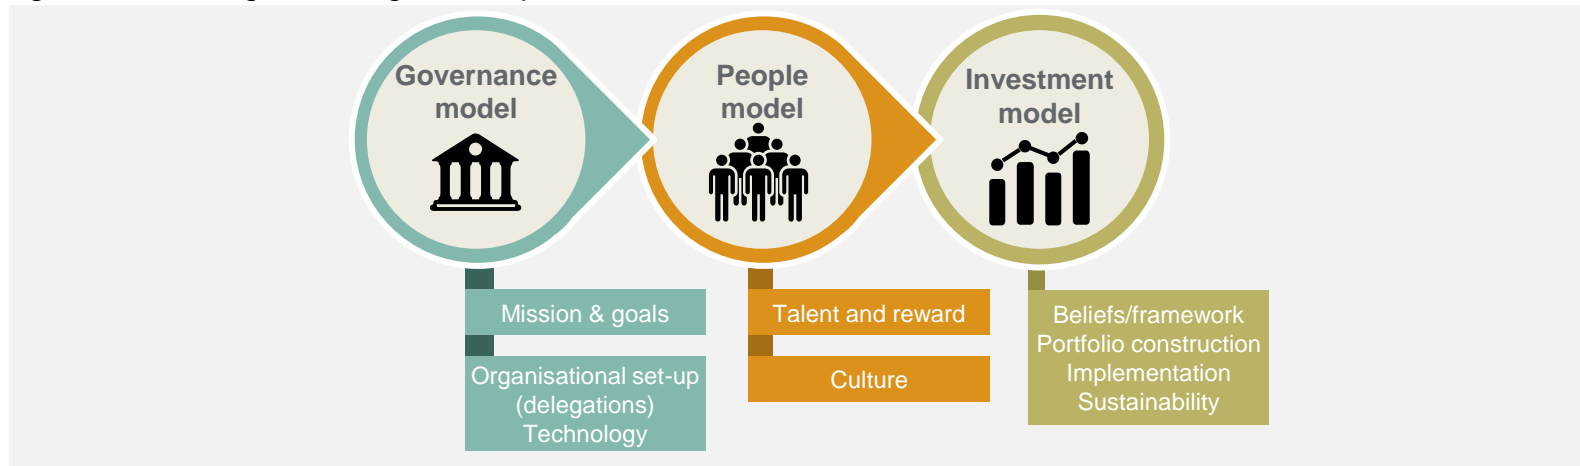 Governance
model
People
model
Investment
model
Mission & goals
Organisational set-up
(delegations)
Technology
Talent and reward
Culture
Beliefs/framework
Portfolio construction
Implementation
Sustainability